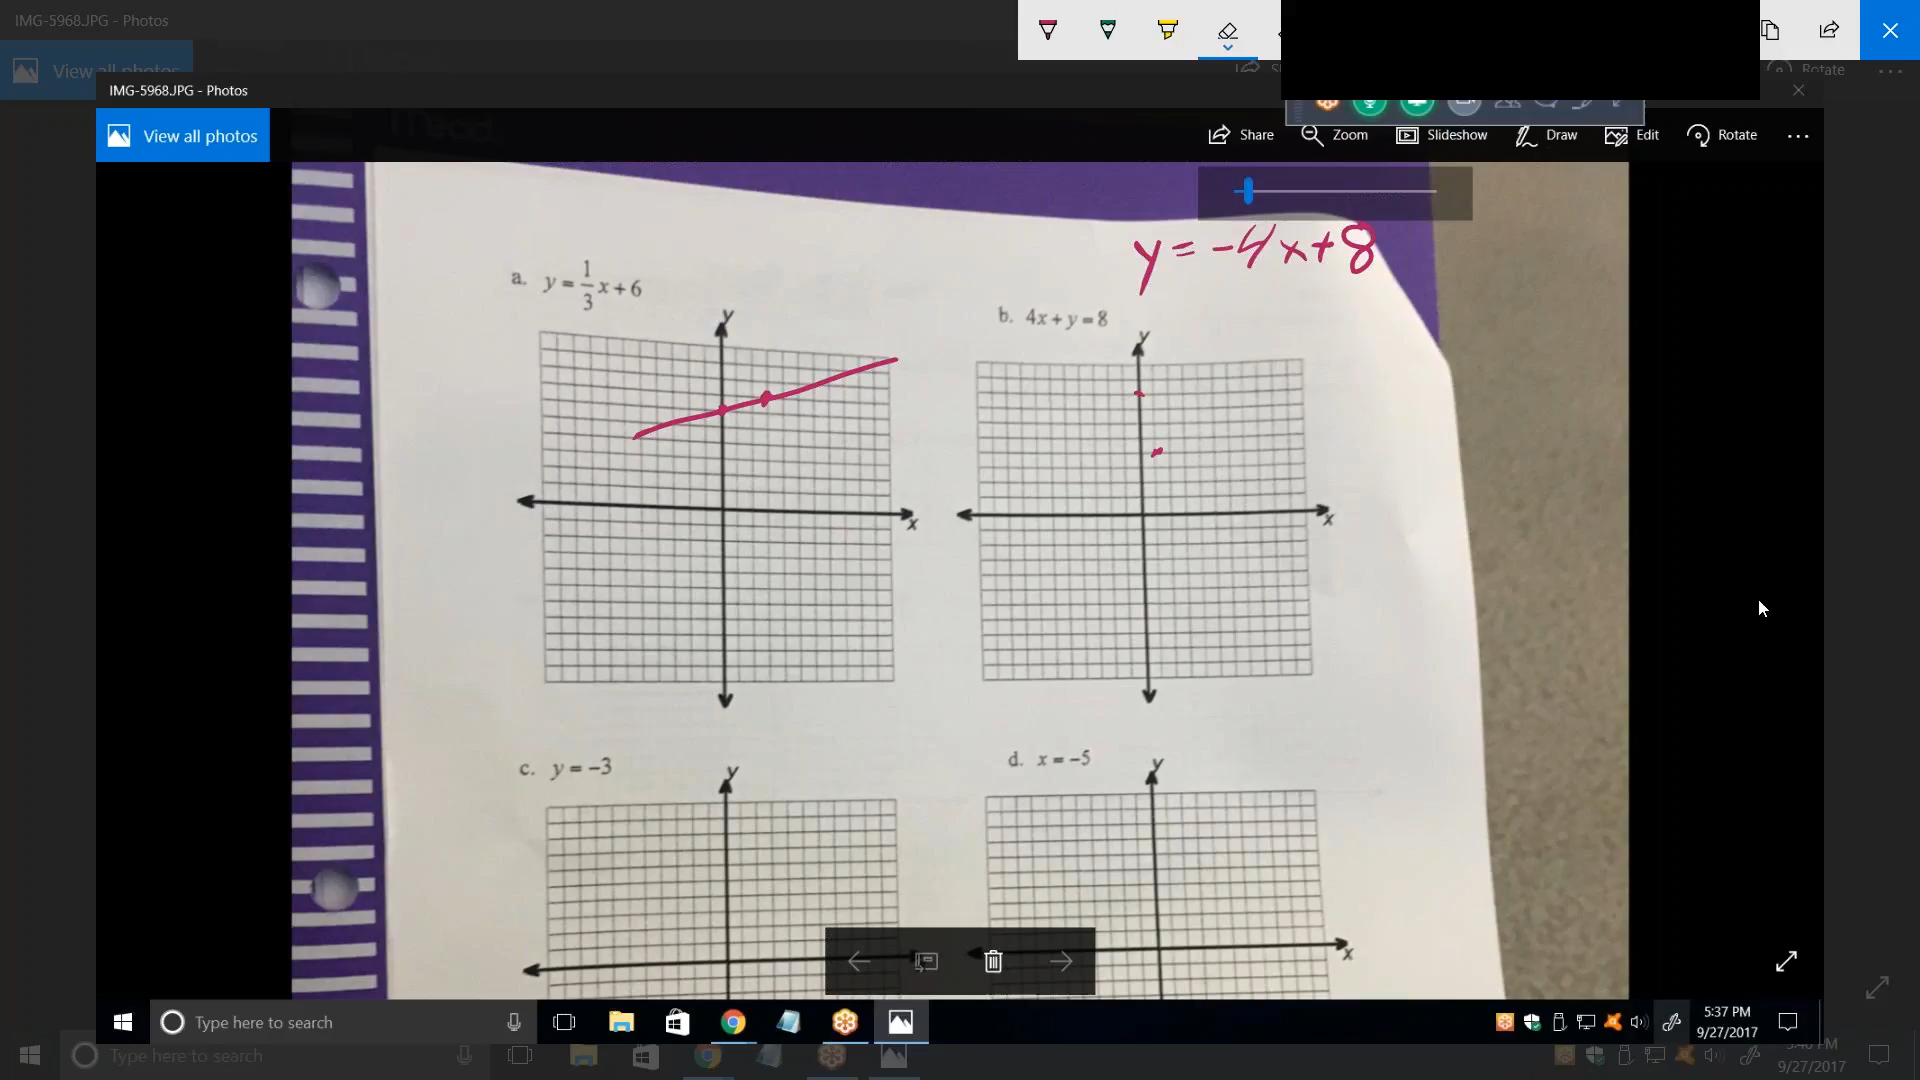 IMG-5968.JPG - Photos
View all photos
Rotate
IMG-5968.JPG - Photos
View all photos
Share
Zoom
Slideshow
Draw
Edit
Rotate
y = -4x+8
a. y = 1/3 x + 6
b. 4x + y = 8
y
y
x
x
c. y = -3
d. x = -5
y
y
x
Type here to search
5:37 PM
9/27/2017
Type here to search
9/27/2017